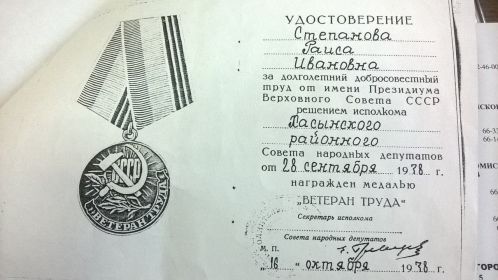 УДОСТОВЕРЕНИЕ
Степанова
Раиса
Ивановна
за долголетний добросовестный
труд от имени Президиума
Верховного Совета СССР
решением исполкома
Хасынского
районного
Совета народных депутатов
от 28 сентября 1978 г.
награжден медалью
„ВЕТЕРАН ТРУДА“
Секретарь исполкома
Совета народных депутатов
м. п.
„16 „ октября 1978 г.
СССР
ВЕТЕРАН ТРУДА